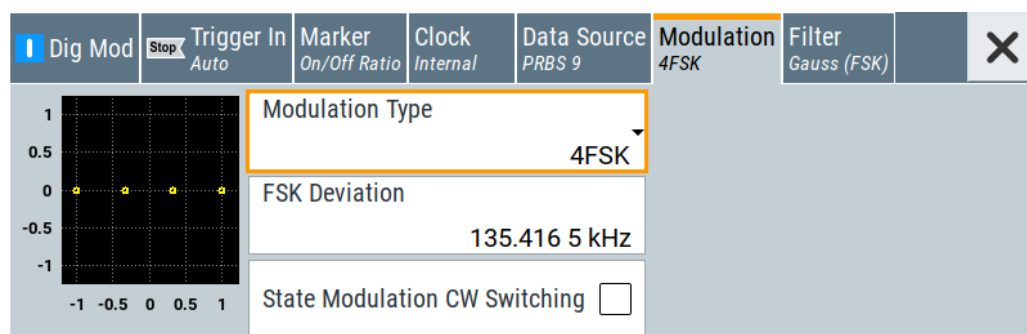 Dig Mod
Stop
Trigger In
Auto
Marker
On/Off Ratio
Clock
Internal
Data Source
PRBS 9
Modulation
4FSK
Filter
Gauss (FSK)
1
0.5
0
-0.5
-1
-1 -0.5 0 0.5 1
Modulation Type
4FSK
FSK Deviation
135.416 5 kHz
State Modulation CW Switching